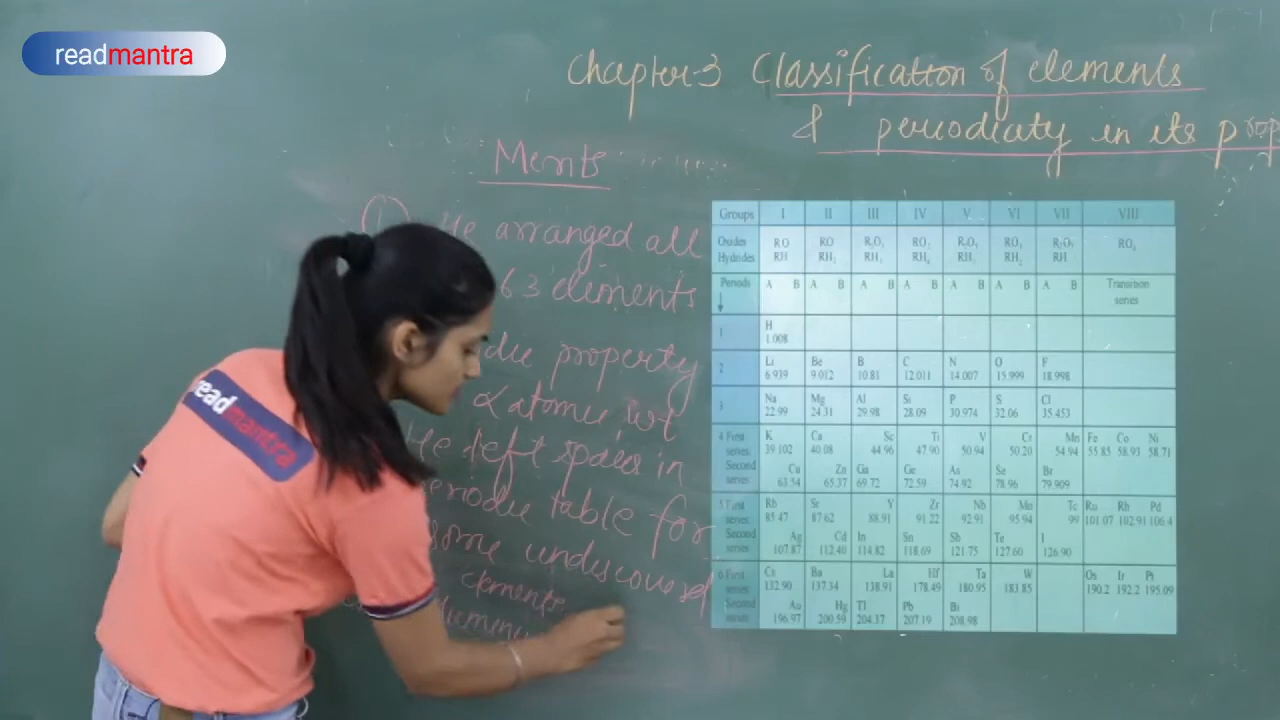 readmantra
Chapter-3 Classification of elements
& periodicity in its prop
Merits
① He arranged all
63 elements
property
α atomic wt
He left spaces in
periodic table for
some undiscovered
elements
readmantra
Groups I II III IV V VI VII VIII
Oxides RO RO R₂O₃ RO₂ R₂O₅ RO₃ R₂O₇ RO₄
Hydrides RH RH₂ RH₃ RH₄ RH₃ RH₂ RH
Periods A B A B A B A B A B A B A B Transition
↓ series
1 H
1.008
2 Li Be B C N O F
6.939 9.012 10.81 12.011 14.007 15.999 18.998
3 Na Mg Al Si P S Cl
22.99 24.31 29.98 28.09 30.974 32.06 35.453
4 First K Ca Sc Ti V Cr Mn Fe Co Ni
series 39.102 40.08 44.96 47.90 50.94 50.20 54.94 55.85 58.93 58.71
Second Cu Zn Ga Ge As Se Br
series 63.54 65.37 69.72 72.59 74.92 78.96 79.909
5 First Rb Sr Y Zr Nb Mo Tc Ru Rh Pd
series 85.47 87.62 88.91 91.22 92.91 95.94 99 101.07 102.91 106.4
Second Ag Cd In Sn Sb Te I
series 107.87 112.40 114.82 118.69 121.75 127.60 126.90
6 First Cs Ba La Hf Ta W Os Ir Pt
series 132.90 137.34 138.91 178.49 180.95 183.85 190.2 192.2 195.09
Second Au Hg Tl Pb Bi
series 196.97 200.59 204.37 207.19 208.98